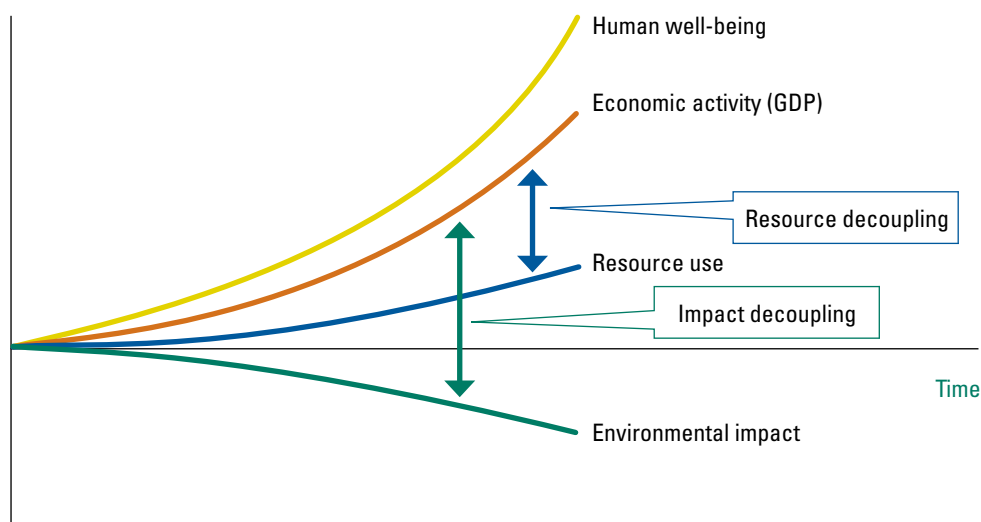 Human well-being
Economic activity (GDP)
Resource decoupling
Resource use
Impact decoupling
Time
Environmental impact